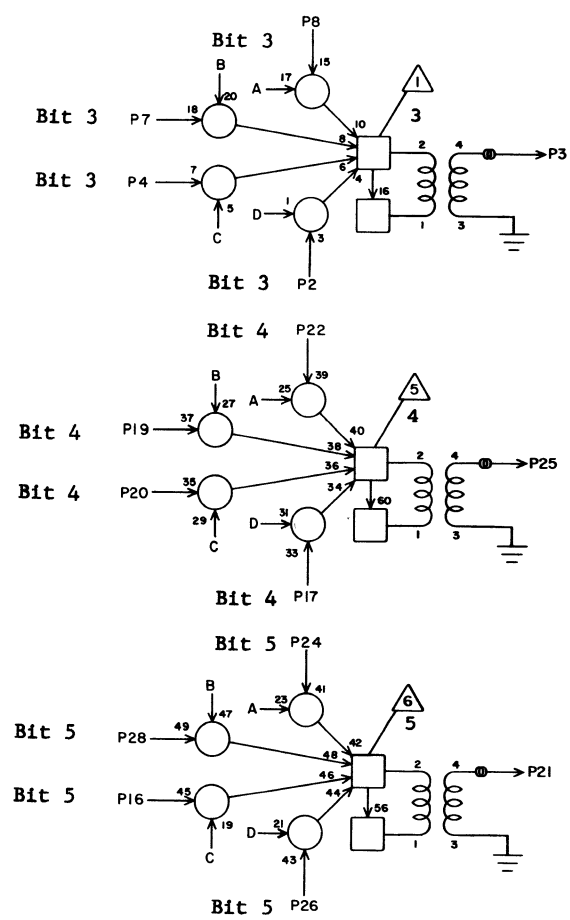 P8
Bit 3
B
A 17 15
1
18 20
10
3
Bit 3 P7
8
2 4
P3
Bit 3 P4 7
6
4
5
D 1
16
3
C
1 3
Bit 3 P2
Bit 4 P22
B
39
A 25
5
27
37
40
4
Bit 4 P19
38
2 4
P25
Bit 4 P20 35
36
34
29
D 31
60
33
C
1 3
Bit 4 P17
Bit 5 P24
B
41
A 23
6
47
49
42
5
Bit 5 P28
48
2 4
P21
Bit 5 P16 45
46
44
19
D 21
56
43
C
1 3
Bit 5 P26